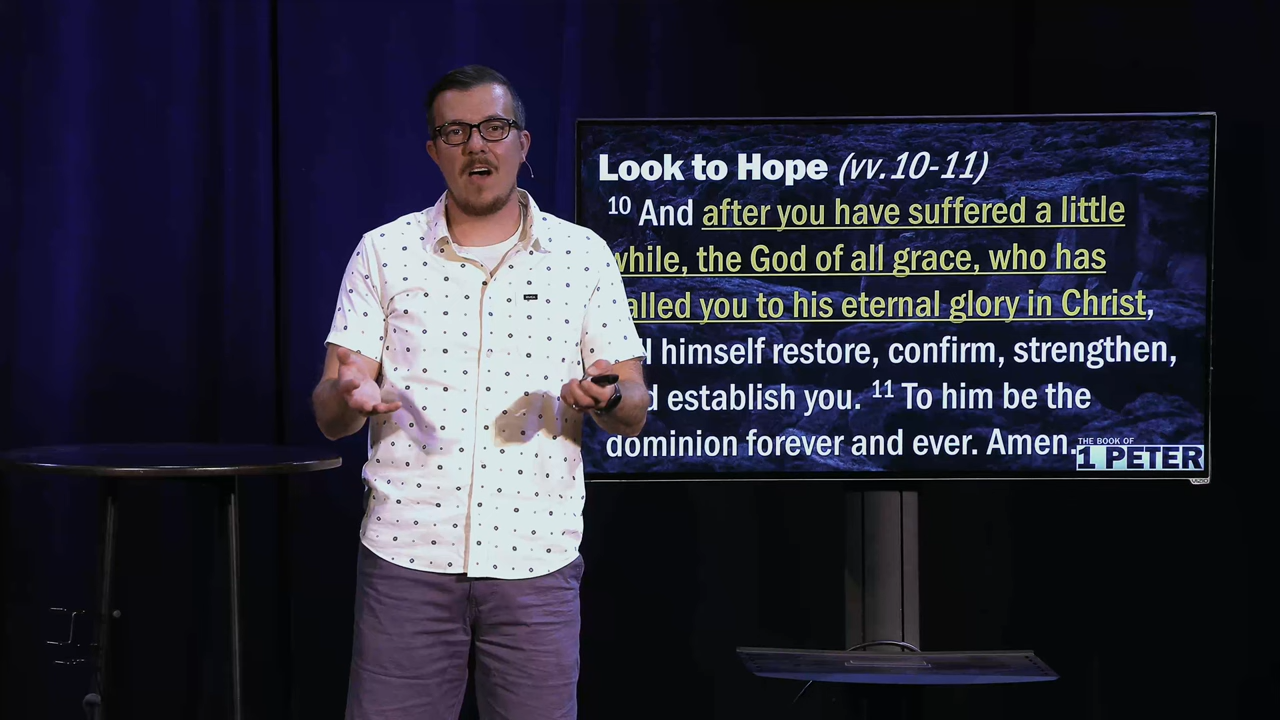 Look to Hope (vv.10-11)
10 And after you have suffered a little
while, the God of all grace, who has
alled you to his eternal glory in Christ,
himself restore, confirm, strengthen,
establish you. 11 To him be the
dominion forever and ever. Amen.
THE BOOK OF
1 PETER